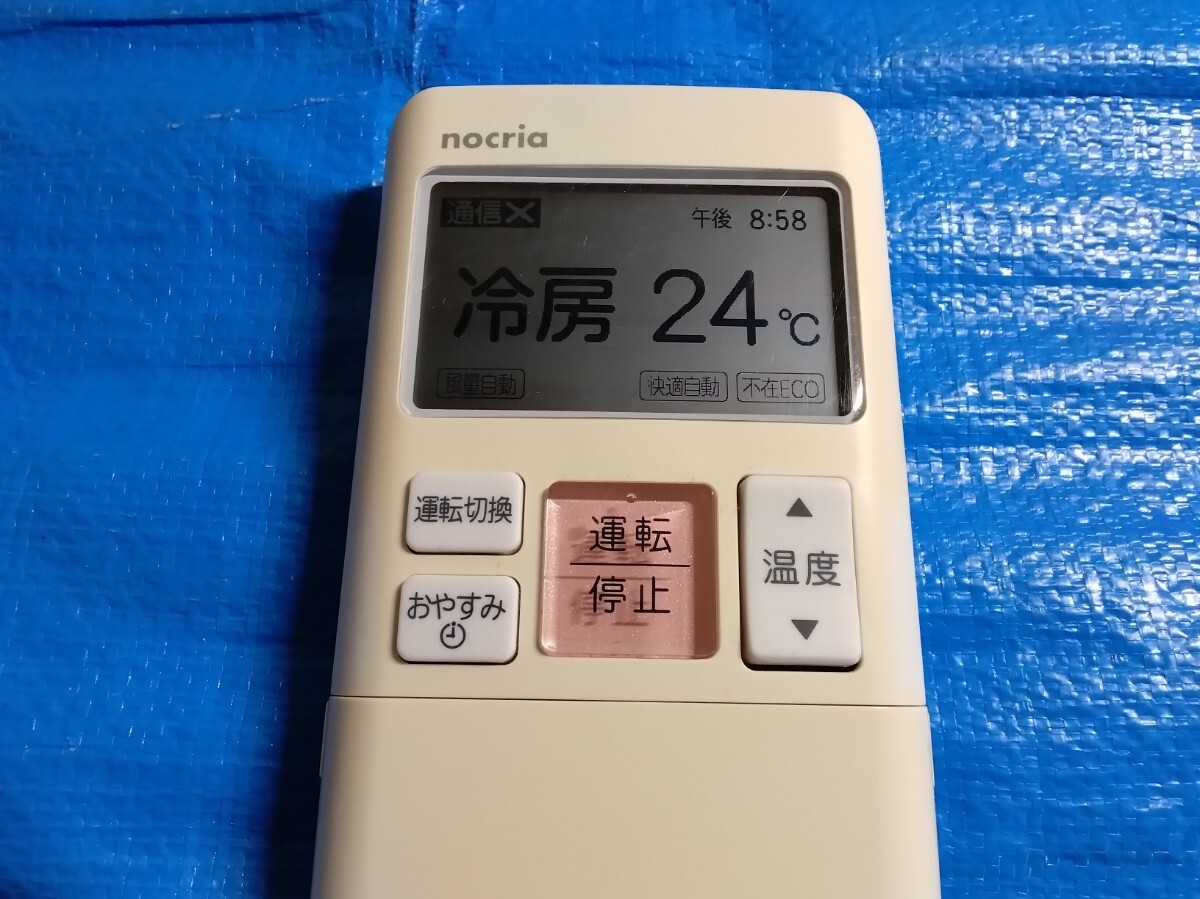 nocria
通信✕ 午後 8:58
冷房 24℃
風量自動 快適自動 不在ECO
運転切換
おやすみ
運転
停止
▲
温度
▼